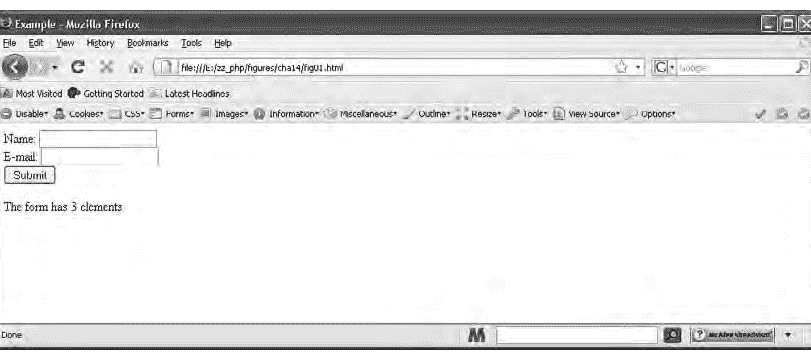 Example - Mozilla Firefox
File Edit View History Bookmarks Tools Help
file:///E:/zz_php/figures/cha14/fig01.html
G Google
Most Visited Getting Started Latest Headlines
Disable Cookies CSS Forms Images Information Miscellaneous Outline Resize Tools View Source Options
Name:
E-mail:
Submit
The form has 3 elements
Done
M